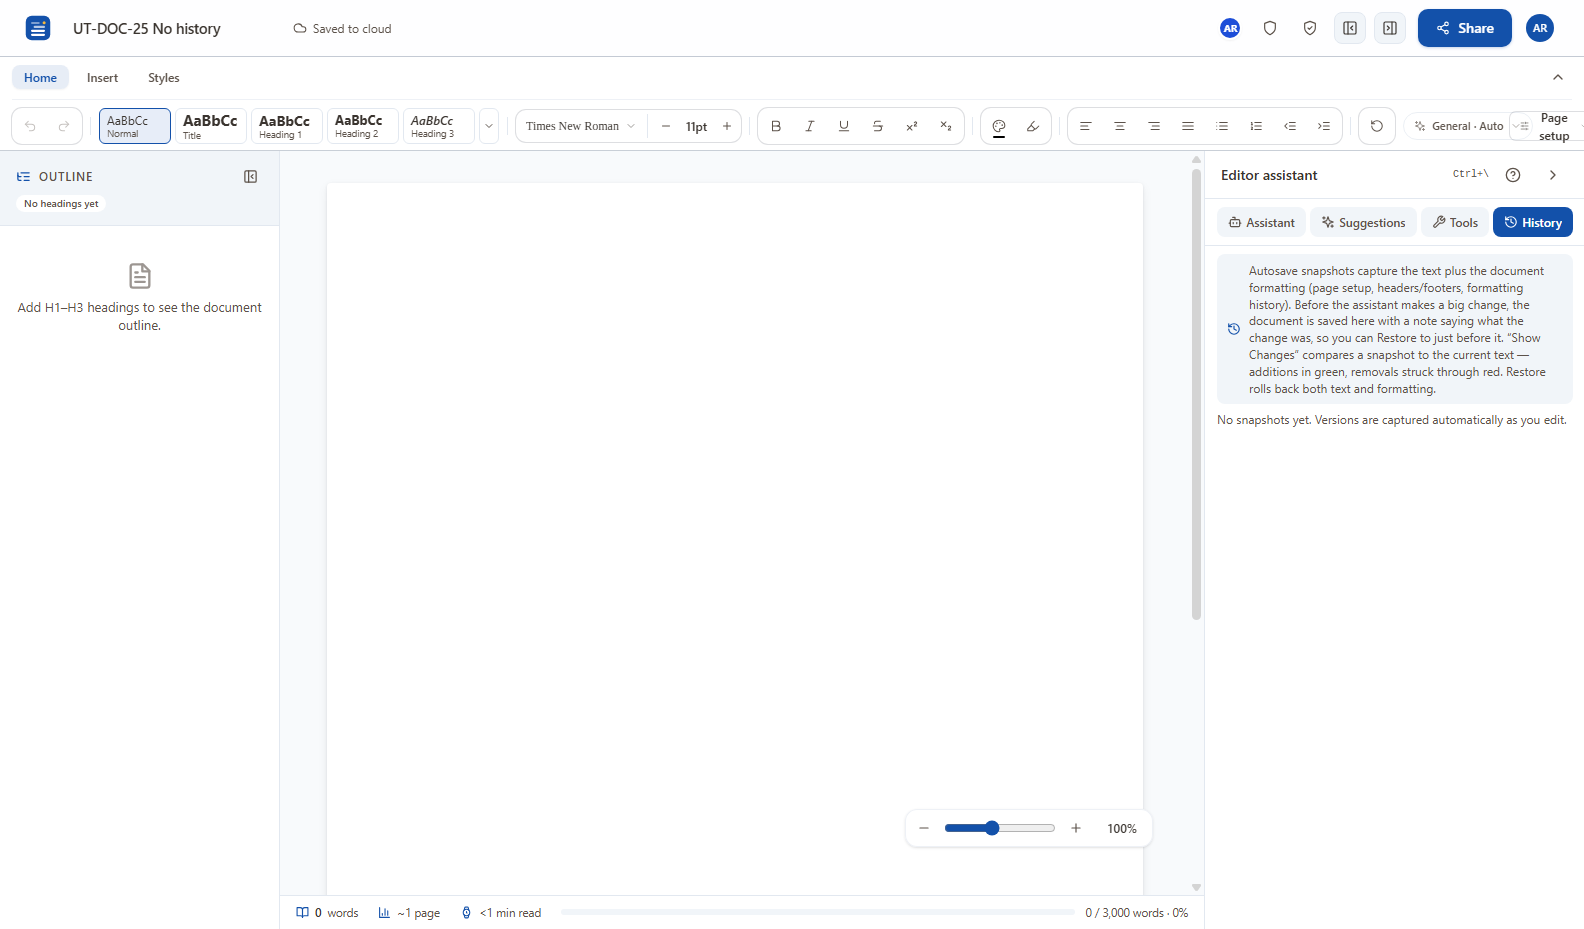 UT-DOC-25 No history
Saved to cloud
AR
Share
AR
Home
Insert
Styles
AaBbCc
Normal
AaBbCc
Title
AaBbCc
Heading 1
AaBbCc
Heading 2
AaBbCc
Heading 3
Times New Roman
11pt
General · Auto
Page setup
OUTLINE
No headings yet
Add H1–H3 headings to see the document
outline.
Editor assistant
Ctrl+\
Assistant
Suggestions
Tools
History
Autosave snapshots capture the text plus the document
formatting (page setup, headers/footers, formatting
history). Before the assistant makes a big change, the
document is saved here with a note saying what the
change was, so you can Restore to just before it. “Show
Changes” compares a snapshot to the current text —
additions in green, removals struck through red. Restore
rolls back both text and formatting.
No snapshots yet. Versions are captured automatically as you edit.
100%
0 words
~1 page
<1 min read
0 / 3,000 words · 0%